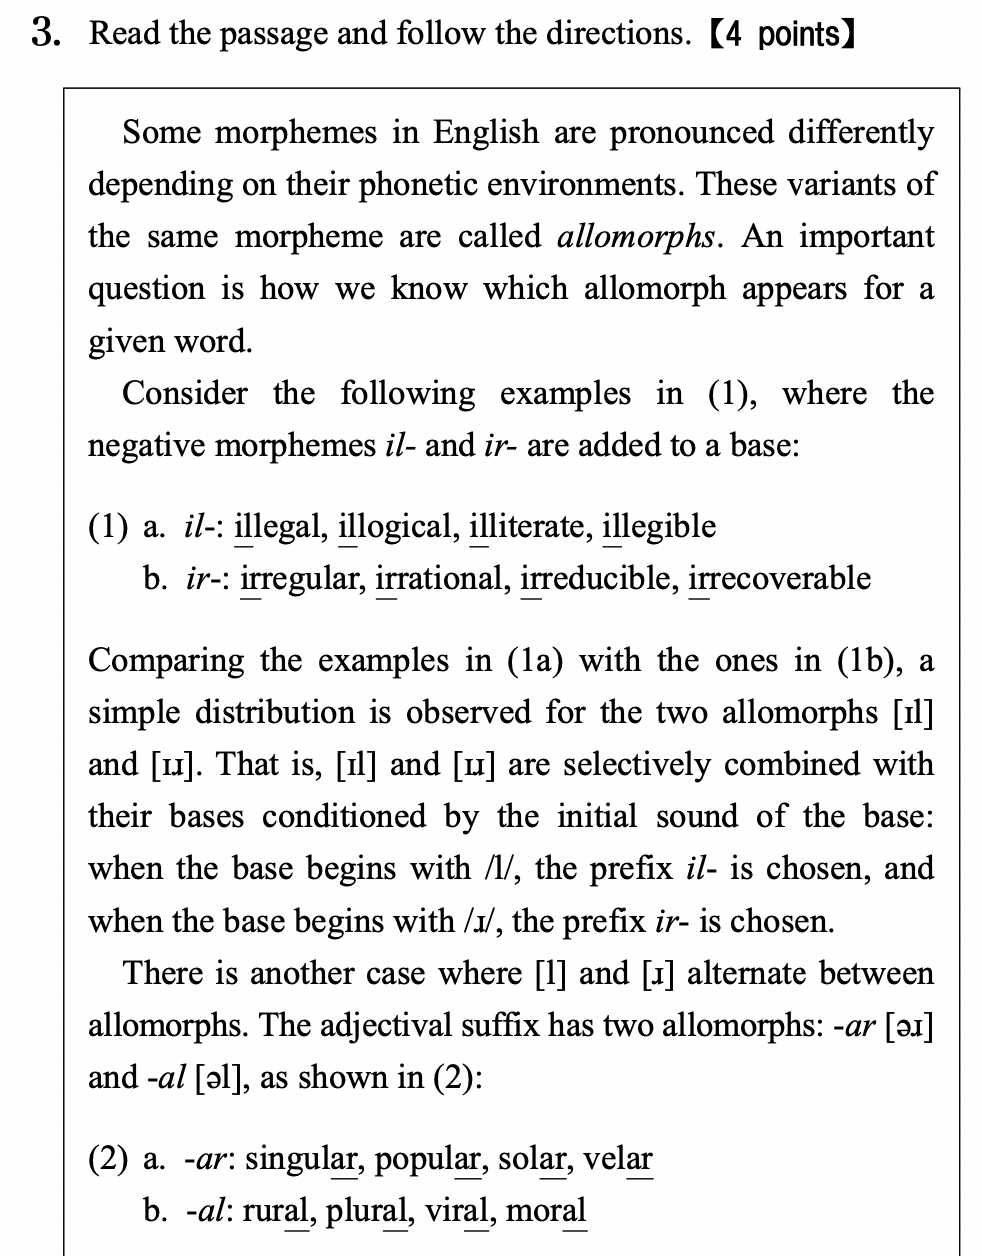 3. Read the passage and follow the directions. 【4 points】
Some morphemes in English are pronounced differently
depending on their phonetic environments. These variants of
the same morpheme are called allomorphs. An important
question is how we know which allomorph appears for a
given word.
Consider the following examples in (1), where the
negative morphemes il- and ir- are added to a base:
(1) a. il-: illegal, illogical, illiterate, illegible
b. ir-: irregular, irrational, irreducible, irrecoverable
Comparing the examples in (1a) with the ones in (1b), a
simple distribution is observed for the two allomorphs [ɪl]
and [ɪɹ]. That is, [ɪl] and [ɪɹ] are selectively combined with
their bases conditioned by the initial sound of the base:
when the base begins with /l/, the prefix il- is chosen, and
when the base begins with /ɹ/, the prefix ir- is chosen.
There is another case where [l] and [ɹ] alternate between
allomorphs. The adjectival suffix has two allomorphs: -ar [əɹ]
and -al [əl], as shown in (2):
(2) a. -ar: singular, popular, solar, velar
b. -al: rural, plural, viral, moral